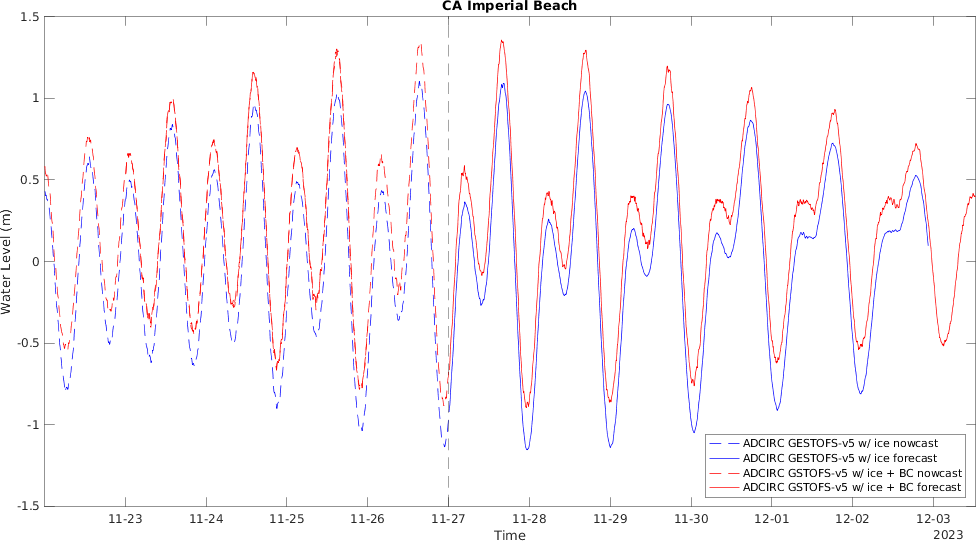 CA Imperial Beach
1.5
1
0.5
0
-0.5
-1
-1.5
Water Level (m)
11-23 11-24 11-25 11-26 11-27 11-28 11-29 11-30 12-01 12-02 12-03
Time
2023
ADCIRC GESTOFS-v5 w/ ice nowcast
ADCIRC GESTOFS-v5 w/ ice forecast
ADCIRC GSTOFS-v5 w/ ice + BC nowcast
ADCIRC GSTOFS-v5 w/ ice + BC forecast